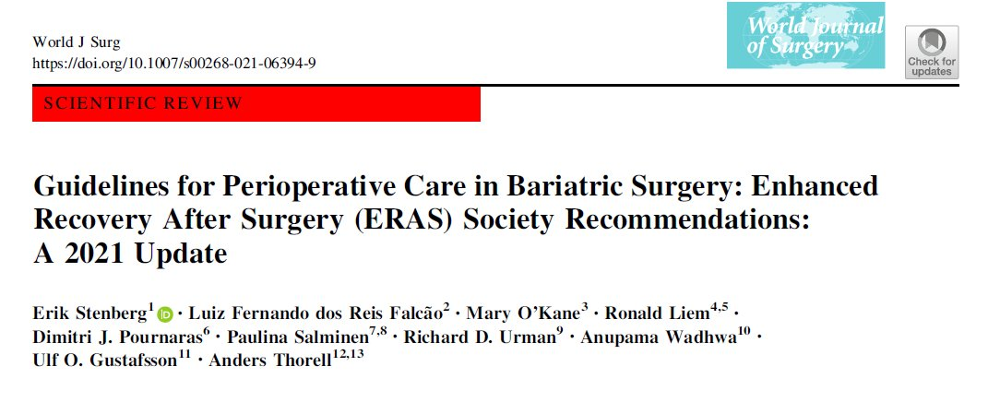 World J Surg
https://doi.org/10.1007/s00268-021-06394-9
World Journal
of Surgery
Check for
updates
SCIENTIFIC REVIEW
Guidelines for Perioperative Care in Bariatric Surgery: Enhanced
Recovery After Surgery (ERAS) Society Recommendations:
A 2021 Update
Erik Stenberg1 iD · Luiz Fernando dos Reis Falcão2 · Mary O’Kane3 · Ronald Liem4,5 ·
Dimitri J. Pournaras6 · Paulina Salminen7,8 · Richard D. Urman9 · Anupama Wadhwa10 ·
Ulf O. Gustafsson11 · Anders Thorell12,13